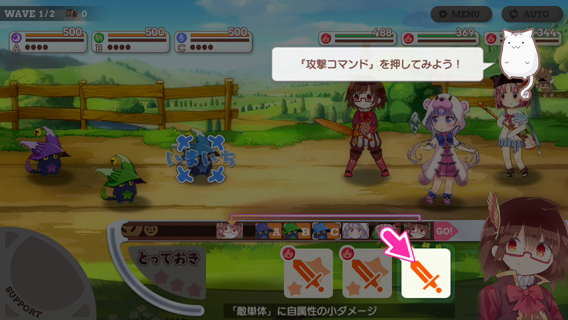 WAVE 1/2
0
MENU
AUTO
500
500
500
488
369
344
A
B
C
「攻撃コマンド」を押してみよう！
いまいち
A B C
GO!
とっておき
SUPPORT
「敵単体」に自属性の小ダメージ